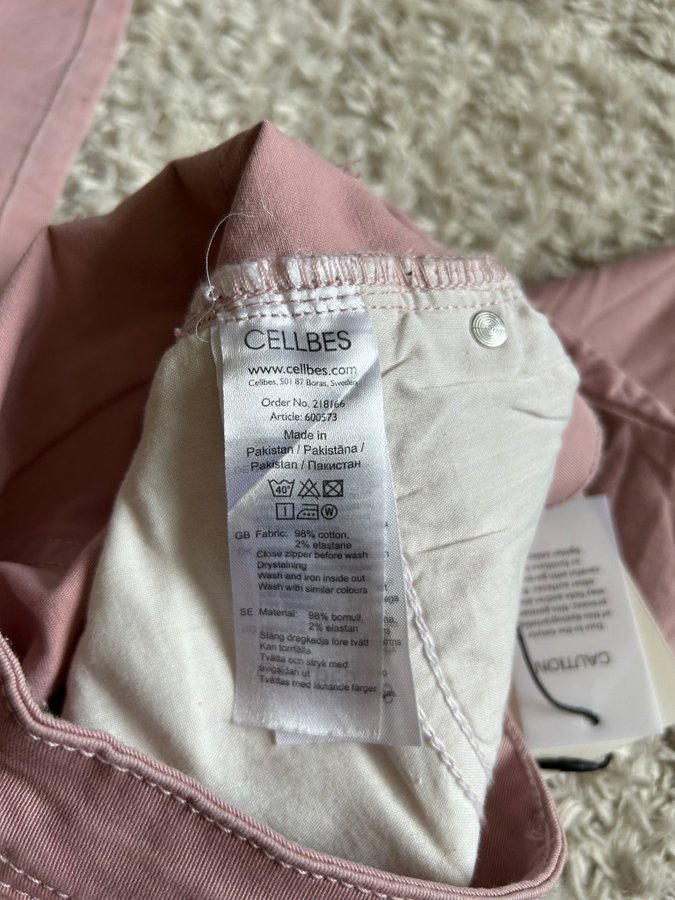 CELLBES
www.cellbes.com
Cellbes, 501 87 Boras, Sweden
Order No. 218166
Article: 600573
Made in
Pakistan / Pakistāna /
Pakistan / Пакистан
40°
W
GB Fabric: 98% cotton,
2% elastane
Close zipper before wash
Drystaining
Wash and iron inside out
Wash with similar colours
SE Material: 98% bomull,
2% elastan
Stäng dragkedja före tvätt
Kan torrfälla
Tvätta och stryk med
avigsidan ut
Tvättas med liknande färger
CAUTION